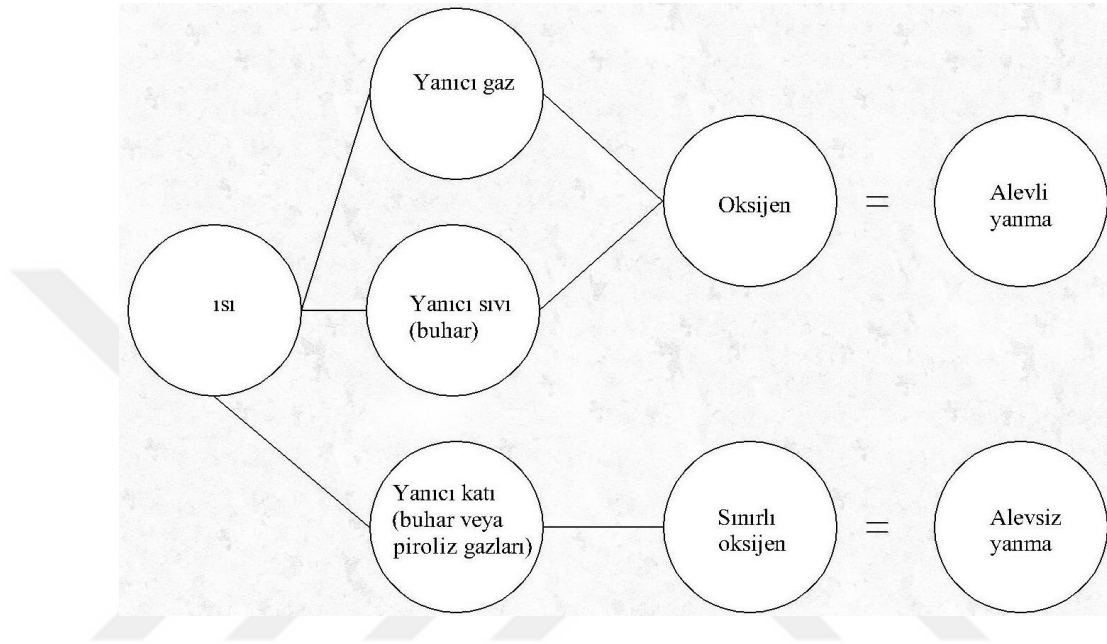 Yanıcı gaz
Oksijen
=
Alevli
yanma
ısı
Yanıcı sıvı
(buhar)
Yanıcı katı
(buhar veya
piroliz gazları)
Sınırlı
oksijen
=
Alevsiz
yanma